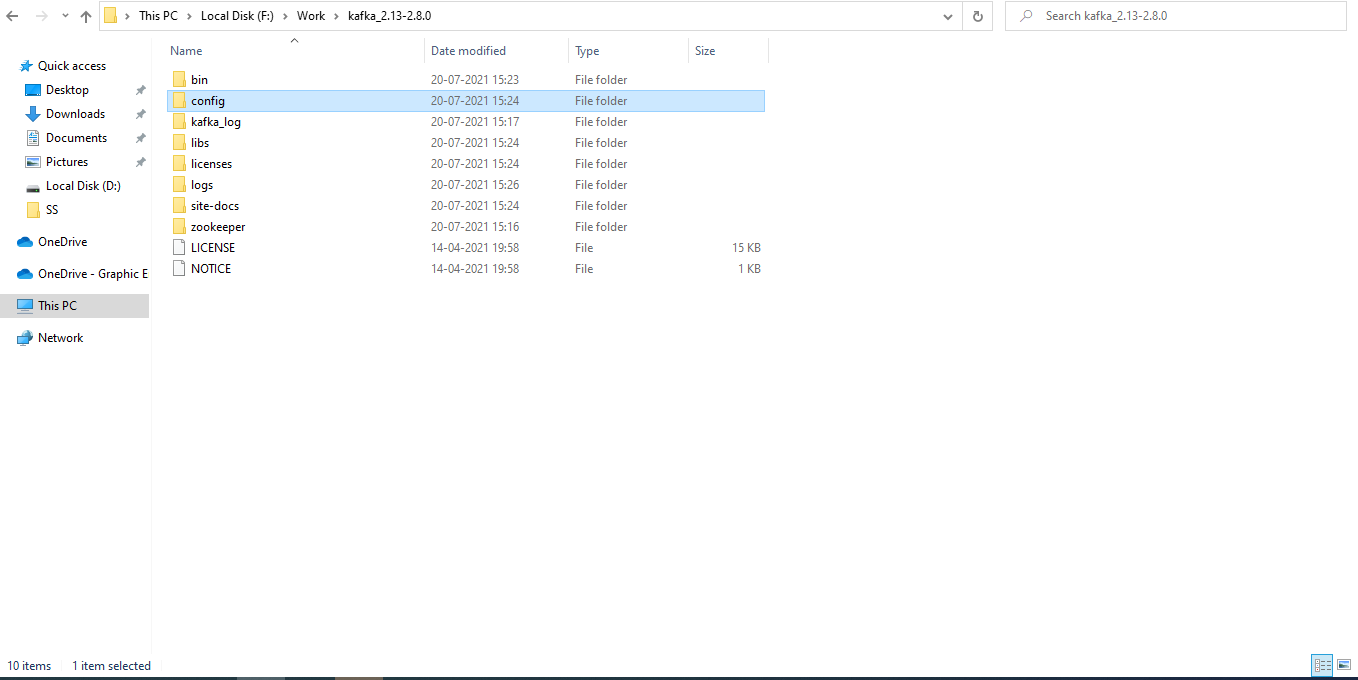 This PC Local Disk (F:) Work kafka_2.13-2.8.0 Search kafka_2.13-2.8.0
Name Date modified Type Size
Quick access
Desktop
Downloads
Documents
Pictures
Local Disk (D:)
SS
OneDrive
OneDrive - Graphic E
This PC
Network
bin 20-07-2021 15:23 File folder
config 20-07-2021 15:24 File folder
kafka_log 20-07-2021 15:17 File folder
libs 20-07-2021 15:24 File folder
licenses 20-07-2021 15:24 File folder
logs 20-07-2021 15:26 File folder
site-docs 20-07-2021 15:24 File folder
zookeeper 20-07-2021 15:16 File folder
LICENSE 14-04-2021 19:58 File 15 KB
NOTICE 14-04-2021 19:58 File 1 KB
10 items 1 item selected